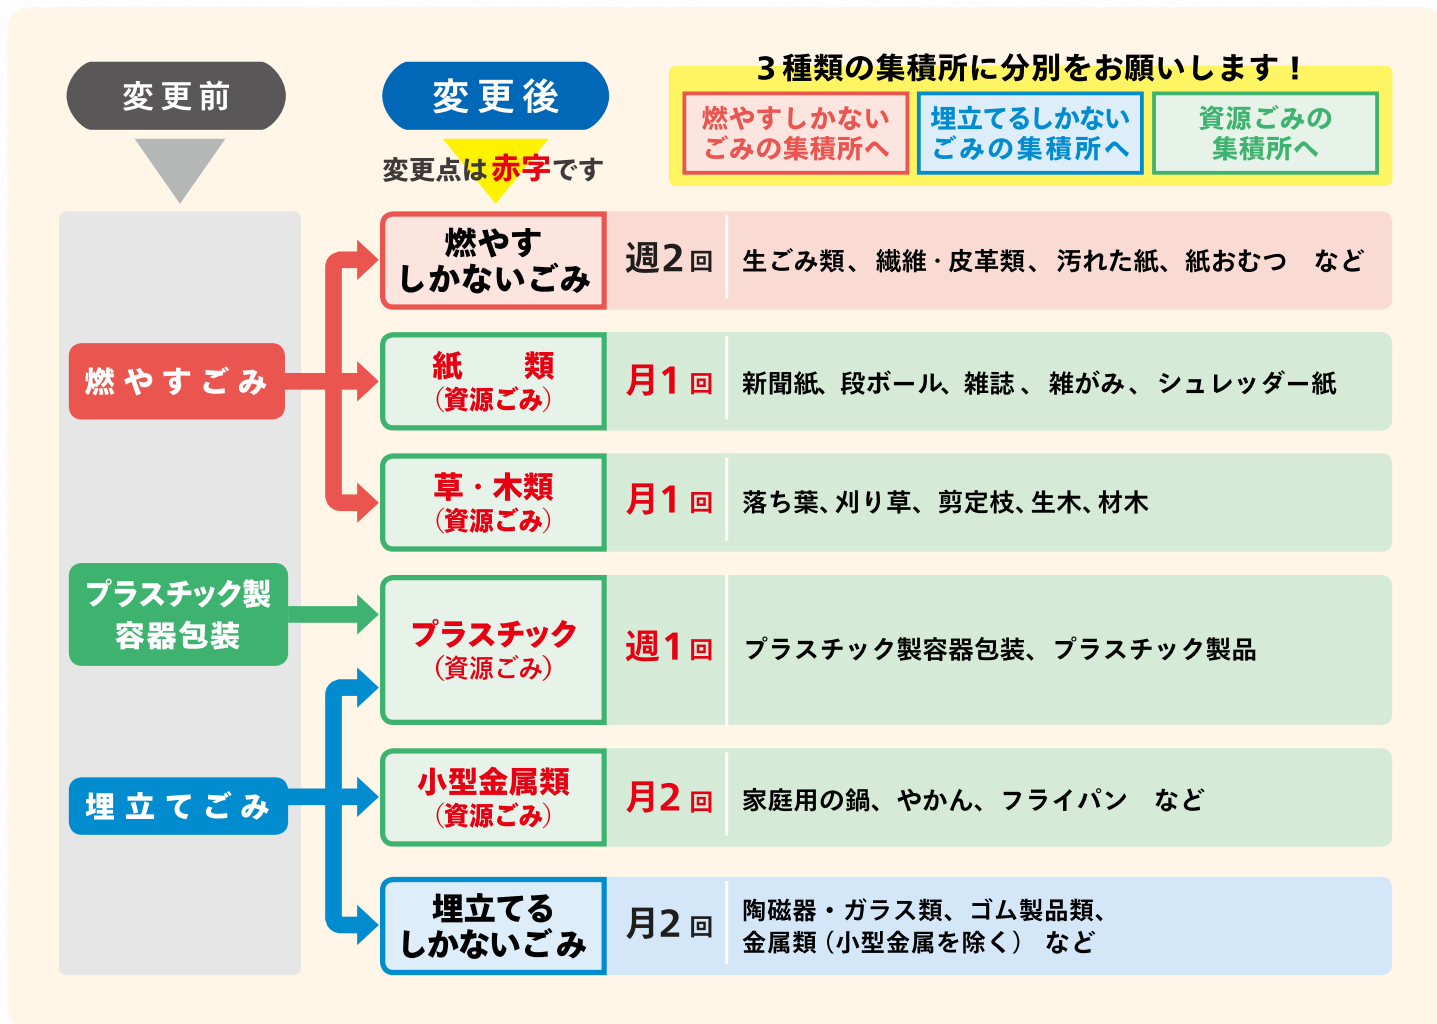 変更前
変更後
変更点は赤字です
3種類の集積所に分別をお願いします！
燃やすしかない
ごみの集積所へ
埋立てるしかない
ごみの集積所へ
資源ごみの
集積所へ
燃やすごみ
プラスチック製
容器包装
埋立てごみ
燃やす
しかないごみ
週2回
生ごみ類、繊維・皮革類、汚れた紙、紙おむつ　など
紙　　類
（資源ごみ）
月1回
新聞紙、段ボール、雑誌、雑がみ、シュレッダー紙
草・木類
（資源ごみ）
月1回
落ち葉、刈り草、剪定枝、生木、材木
プラスチック
（資源ごみ）
週1回
プラスチック製容器包装、プラスチック製品
小型金属類
（資源ごみ）
月2回
家庭用の鍋、やかん、フライパン　など
埋立てる
しかないごみ
月2回
陶磁器・ガラス類、ゴム製品類、
金属類（小型金属を除く）　など